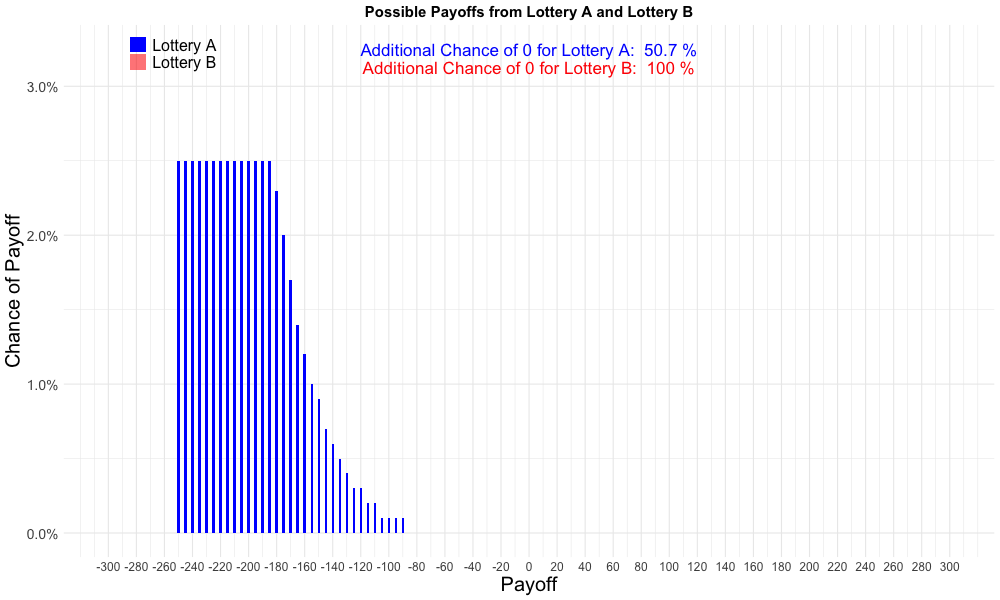 Possible Payoffs from Lottery A and Lottery B
Lottery A
Lottery B
Additional Chance of 0 for Lottery A:  50.7 %
Additional Chance of 0 for Lottery B:  100 %
Chance of Payoff
3.0%
2.0%
1.0%
0.0%
-300 -280 -260 -240 -220 -200 -180 -160 -140 -120 -100 -80 -60 -40 -20 0 20 40 60 80 100 120 140 160 180 200 220 240 260 280 300
Payoff